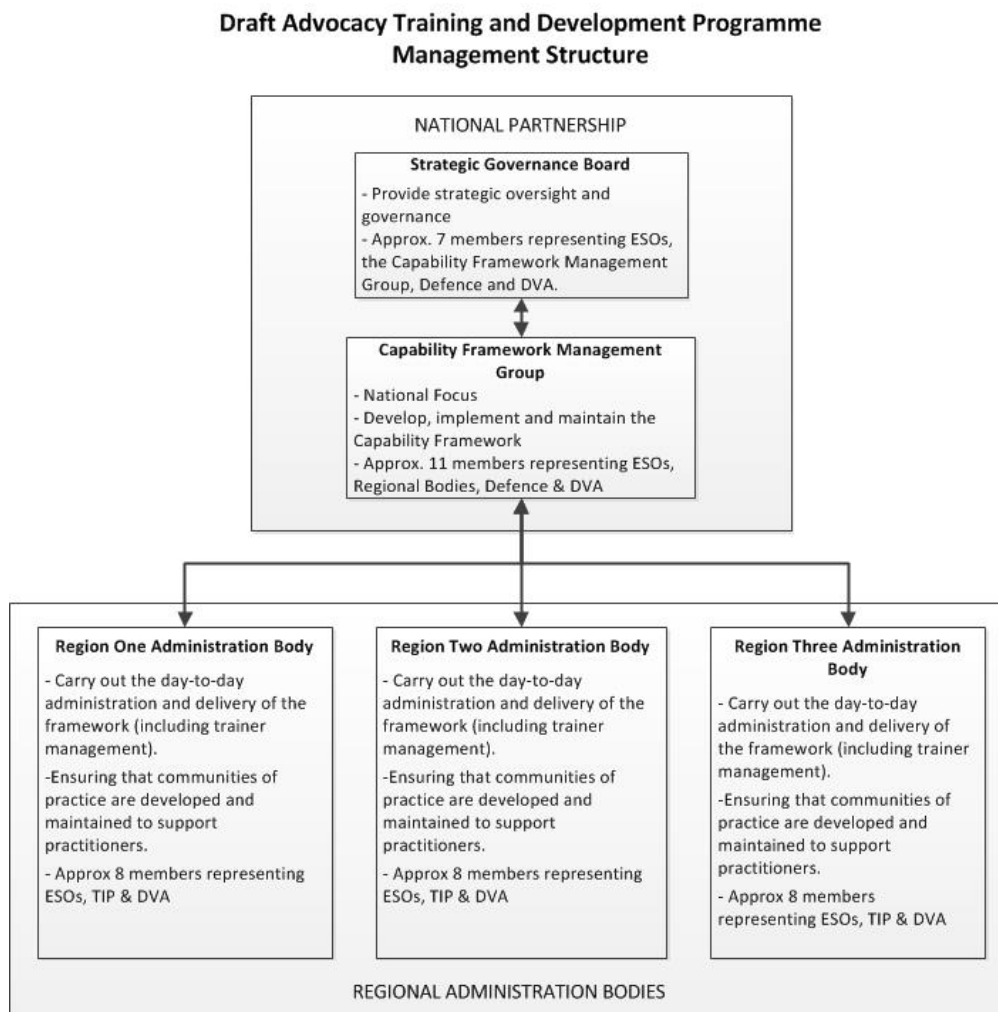 Draft Advocacy Training and Development Programme
Management Structure
NATIONAL PARTNERSHIP
Strategic Governance Board
- Provide strategic oversight and
governance
- Approx. 7 members representing ESOs,
the Capability Framework Management
Group, Defence and DVA.
Capability Framework Management
Group
- National Focus
- Develop, implement and maintain the
Capability Framework
- Approx. 11 members representing ESOs,
Regional Bodies, Defence & DVA
Region One Administration Body
- Carry out the day-to-day
administration and delivery of the
framework (including trainer
management).
-Ensuring that communities of
practice are developed and
maintained to support
practitioners.
- Approx 8 members representing
ESOs, TIP & DVA
Region Two Administration Body
- Carry out the day-to-day
administration and delivery of the
framework (including trainer
management).
-Ensuring that communities of
practice are developed and
maintained to support
practitioners.
- Approx 8 members representing
ESOs, TIP & DVA
Region Three Administration
Body
- Carry out the day-to-day
administration and delivery of
the framework (including trainer
management).
-Ensuring that communities of
practice are developed and
maintained to support
practitioners.
- Approx 8 members
representing ESOs, TIP & DVA
REGIONAL ADMINISTRATION BODIES